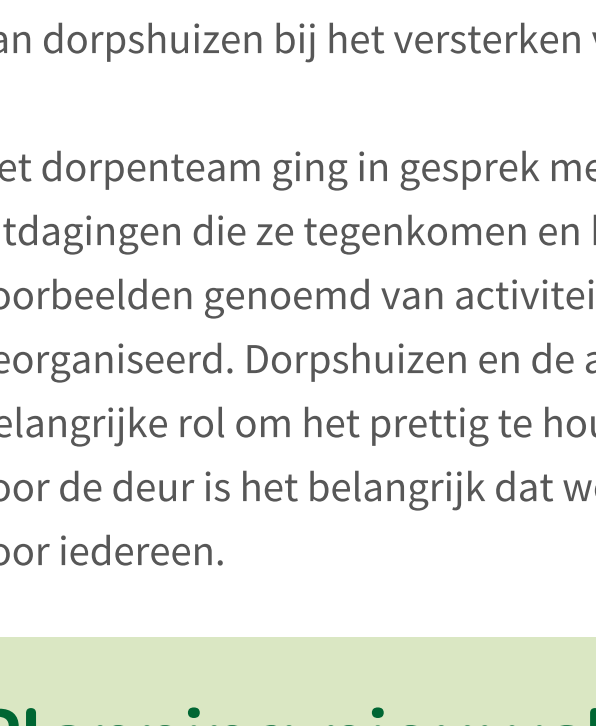 an dorpshuizen bij het versterken
et dorpenteam ging in gesprek me
tdagingen die ze tegenkomen en
oorbeelden genoemd van activitei
eorganiseerd. Dorpshuizen en de a
elangrijke rol om het prettig te hou
oor de deur is het belangrijk dat w
oor iedereen.